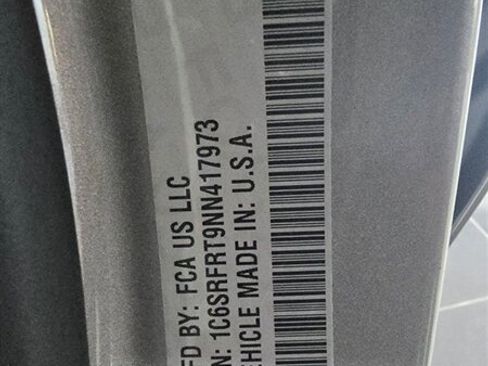 FD BY: FCA US LLC
N: 1C6SRFRT9NN417973
EHICLE MADE IN: U.S.A.